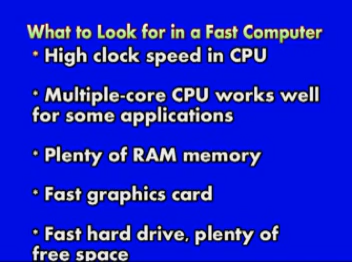 What to Look for in a Fast Computer
• High clock speed in CPU
• Multiple-core CPU works well
for some applications
• Plenty of RAM memory
• Fast graphics card
• Fast hard drive, plenty of
free space